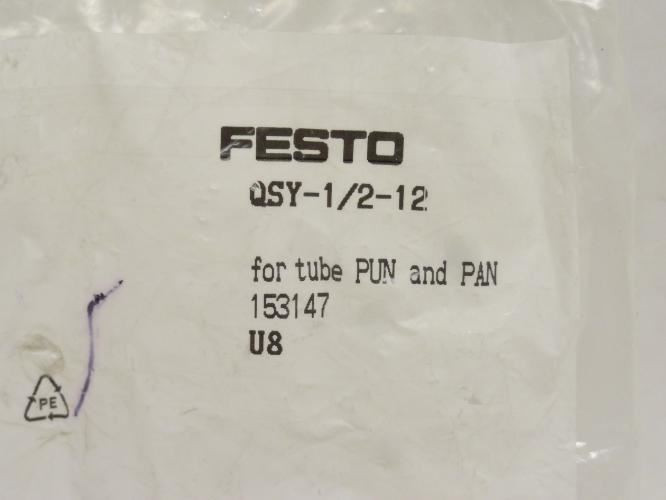 FESTO
QSY-1/2-12
for tube PUN and PAN
153147
U8
PE